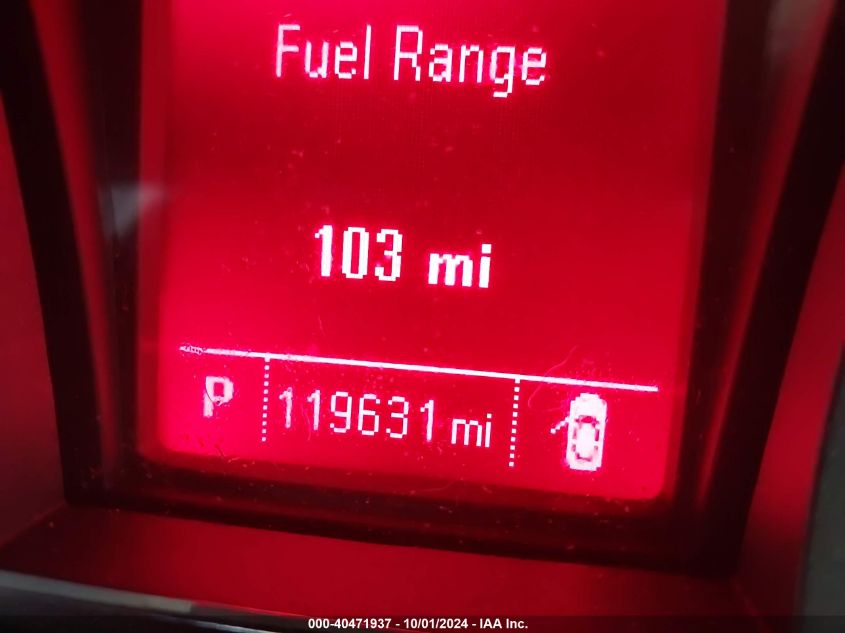 Fuel Range
103 mi
P 119631 mi
000-40471937 - 10/01/2024 - IAA Inc.